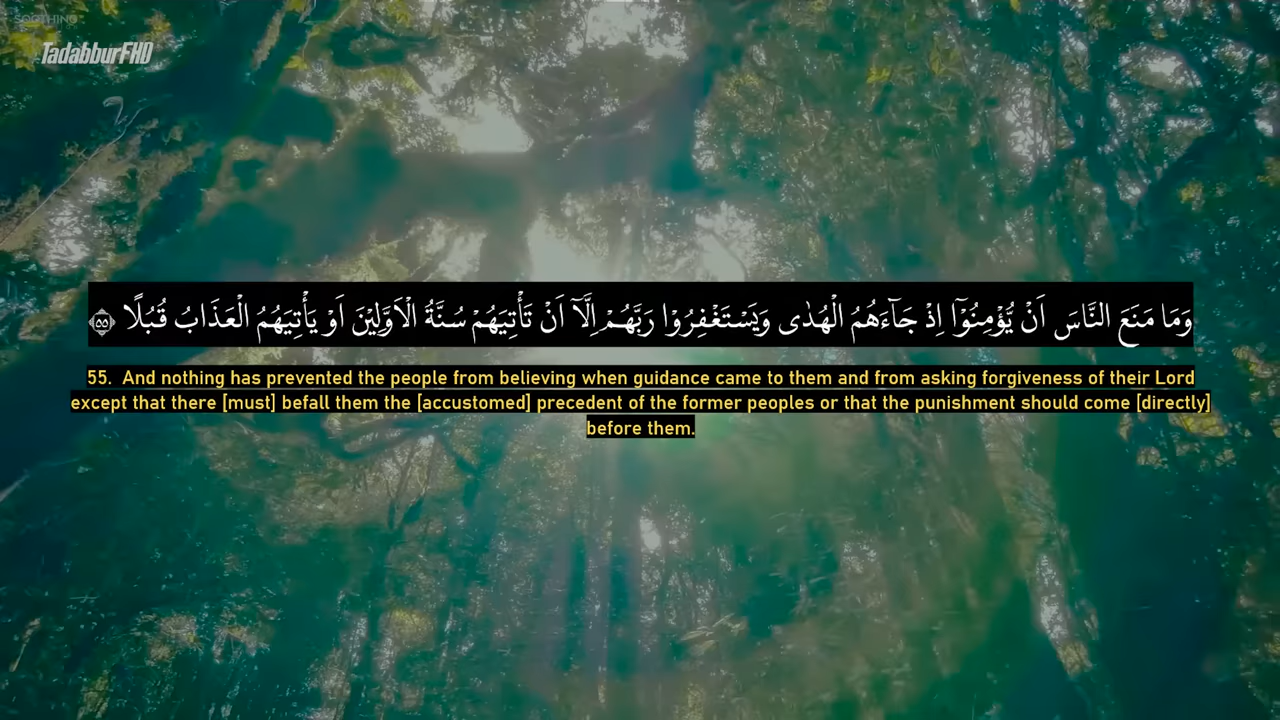 SOOTHING
TadabburFHD
وَمَا مَنَعَ النَّاسَ اَنْ يُّؤْمِنُوْٓا اِذْ جَآءَهُمُ الْهُدٰى وَيَسْتَغْفِرُوْا رَبَّهُمْ اِلَّآ اَنْ تَأْتِيَهُمْ سُنَّةُ الْاَوَّلِيْنَ اَوْ يَأْتِيَهُمُ الْعَذَابُ قُبُلًا ۝٥٥
55. And nothing has prevented the people from believing when guidance came to them and from asking forgiveness of their Lord
except that there [must] befall them the [accustomed] precedent of the former peoples or that the punishment should come [directly]
before them.